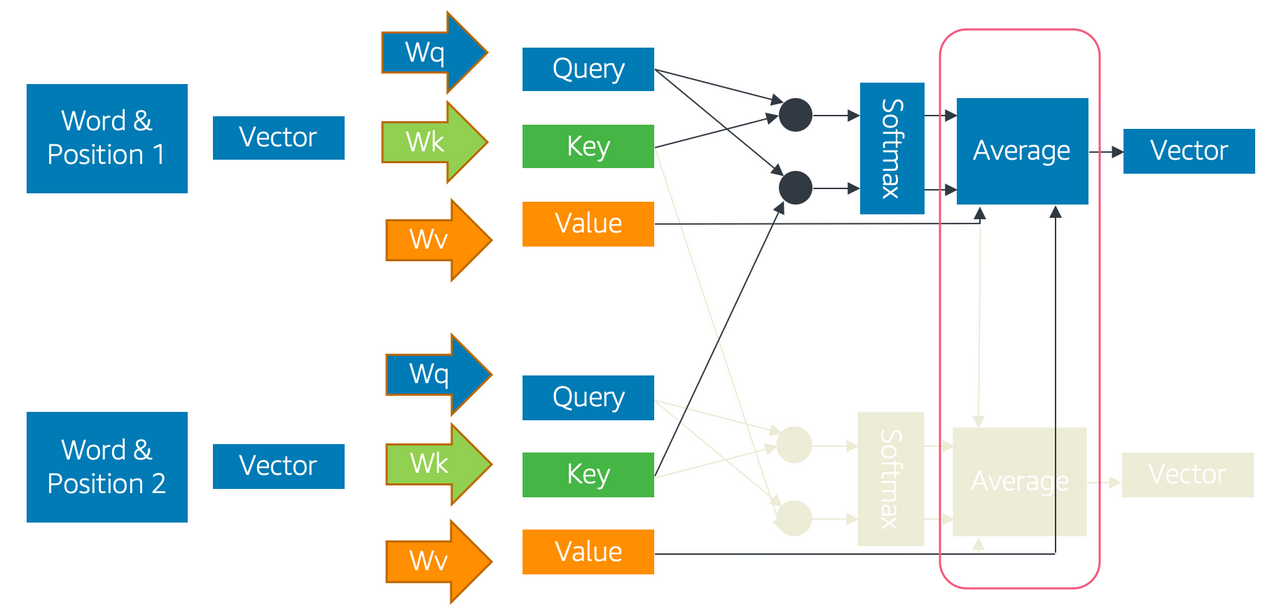 Wq
Query
Word &
Position 1
Vector
Wk
Key
Softmax
Average
Vector
Wv
Value
Wq
Query
Word &
Position 2
Vector
Wk
Key
Softmax
Average
Vector
Wv
Value